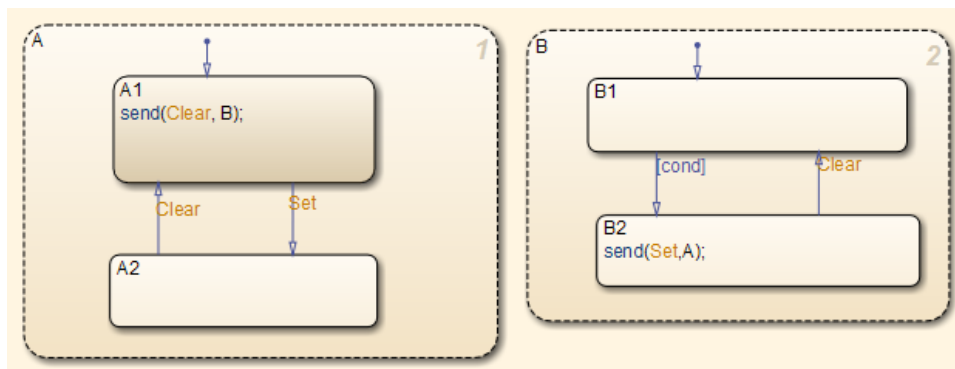 A
1
A1
send(Clear, B);
Clear
Set
A2
B
2
B1
[cond]
Clear
B2
send(Set,A);